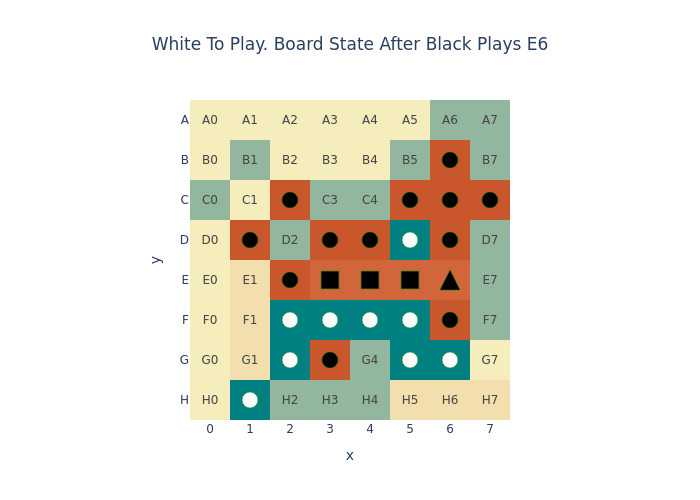 White To Play. Board State After Black Plays E6
A A0 A1 A2 A3 A4 A5 A6 A7
B B0 B1 B2 B3 B4 B5 B7
C C0 C1 C3 C4
D D0 D2 D7
y
E E0 E1 E7
F F0 F1 F7
G G0 G1 G4 G7
H H0 H2 H3 H4 H5 H6 H7
0 1 2 3 4 5 6 7
x